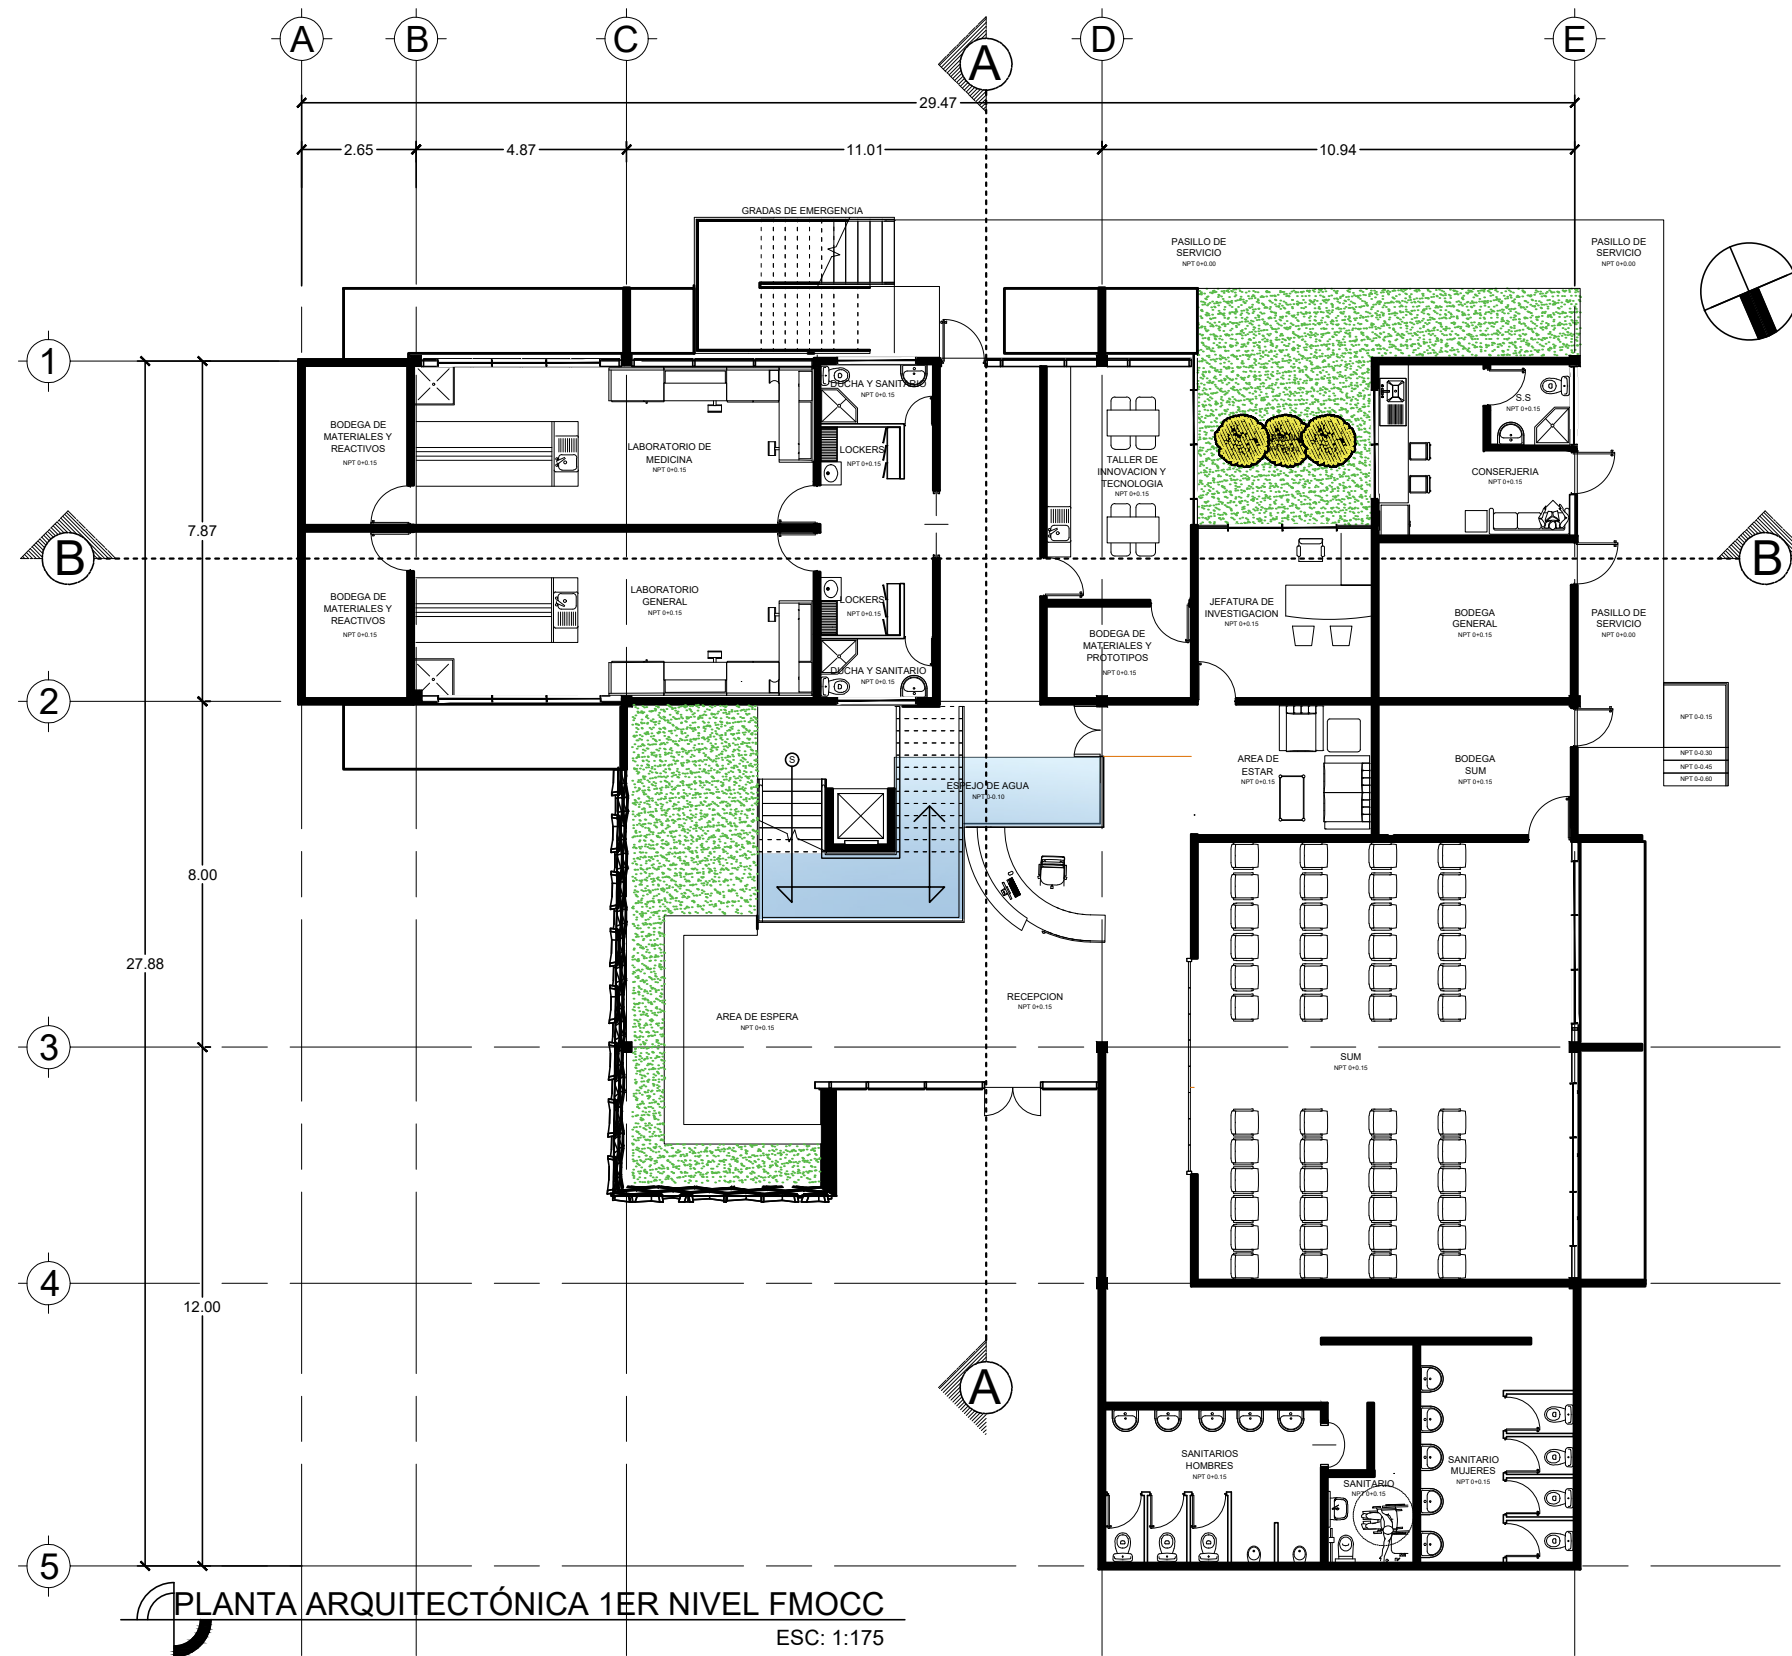 A
B
C
A
D
E
29.47
2.65
4.87
11.01
10.94
GRADAS DE EMERGENCIA
PASILLO DE
SERVICIO
NPT 0+0.00
PASILLO DE
SERVICIO
NPT 0+0.00
1
DUCHA Y SANITARIO
NPT 0+0.15
S.S
NPT 0+0.15
BODEGA DE
MATERIALES Y
REACTIVOS
NPT 0+0.15
LABORATORIO DE
MEDICINA
NPT 0+0.15
LOCKERS
NPT 0+0.15
TALLER DE
INNOVACION Y
TECNOLOGIA
NPT 0+0.15
CONSERJERIA
NPT 0+0.15
7.87
B
B
BODEGA DE
MATERIALES Y
REACTIVOS
NPT 0+0.15
LABORATORIO
GENERAL
NPT 0+0.15
LOCKERS
NPT 0+0.15
JEFATURA DE
INVESTIGACION
NPT 0+0.15
BODEGA
GENERAL
NPT 0+0.15
PASILLO DE
SERVICIO
NPT 0+0.00
BODEGA DE
MATERIALES Y
PROTOTIPOS
NPT 0+0.15
DUCHA Y SANITARIO
NPT 0+0.15
2
NPT 0-0.15
NPT 0-0.30
NPT 0-0.45
NPT 0-0.60
S
ESPEJO DE AGUA
NPT 0-0.10
AREA DE
ESTAR
NPT 0+0.15
BODEGA
SUM
NPT 0+0.15
8.00
27.88
RECEPCION
NPT 0+0.15
AREA DE ESPERA
NPT 0+0.15
3
SUM
NPT 0+0.15
4
12.00
A
SANITARIOS
HOMBRES
NPT 0+0.15
SANITARIO
NPT 0+0.15
SANITARIO
MUJERES
NPT 0+0.15
5
PLANTA ARQUITECTÓNICA 1ER NIVEL FMOCC
ESC: 1:175